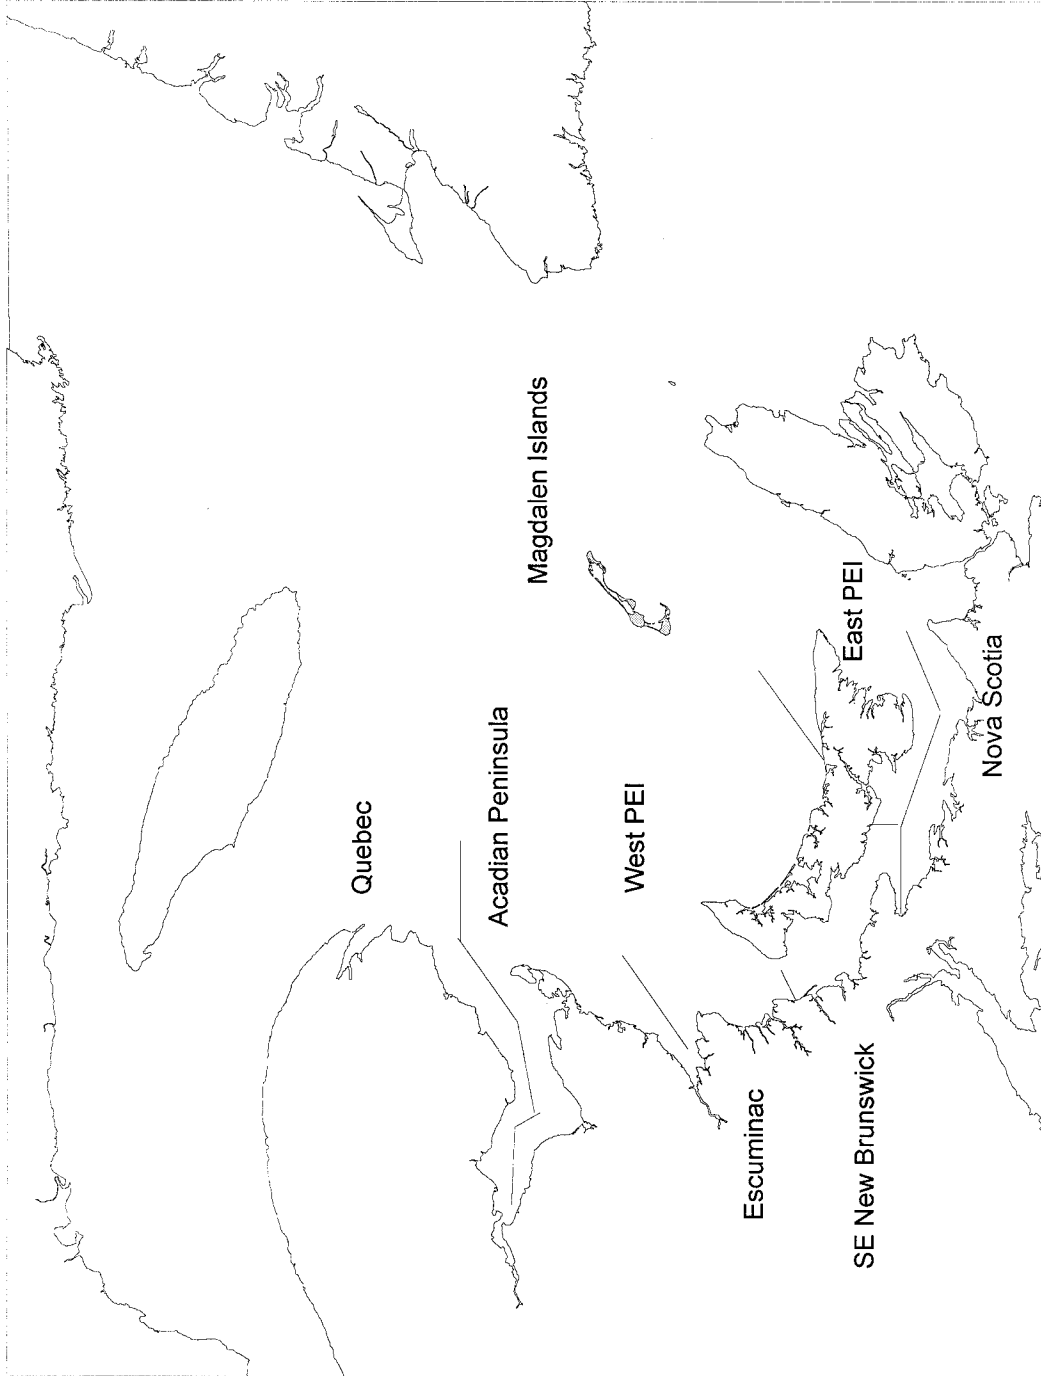 Quebec
Acadian Peninsula
Magdalen Islands
West PEI
Escuminac
East PEI
SE New Brunswick
Nova Scotia